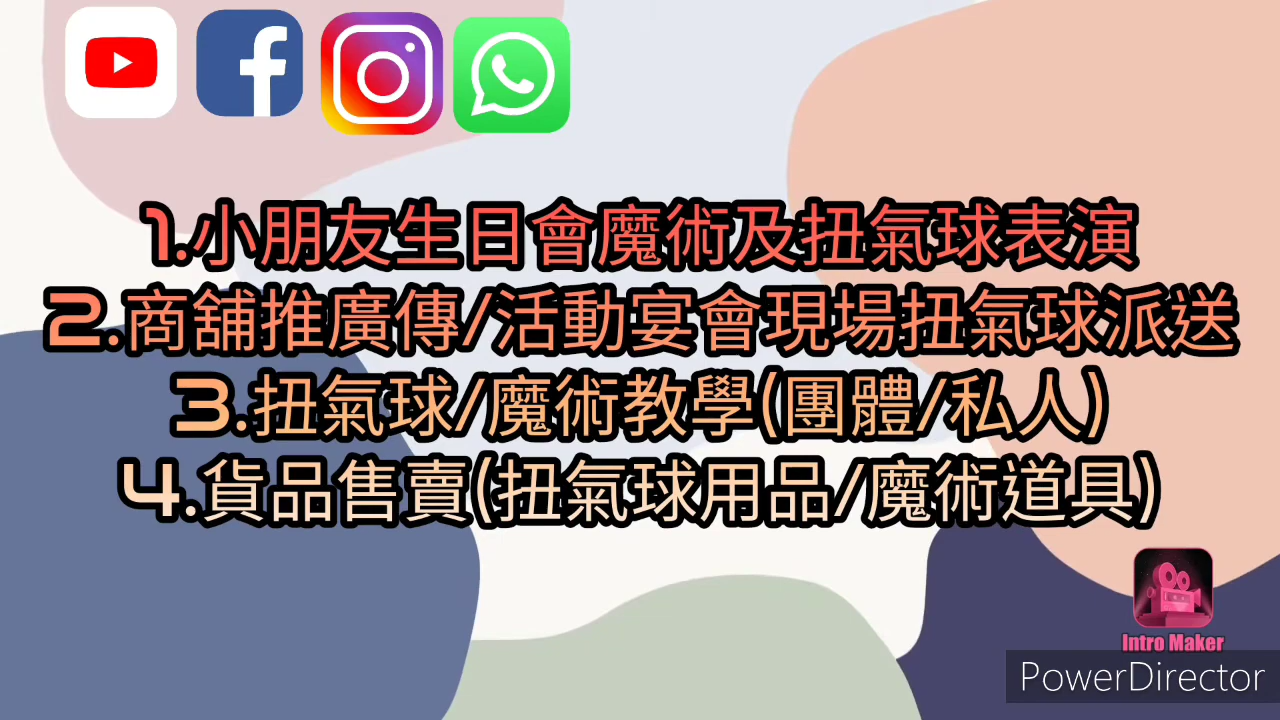 1.小朋友生日會魔術及扭氣球表演
2.商舖推廣傳/活動宴會現場扭氣球派送
3.扭氣球/魔術教學(團體/私人)
4.貨品售賣(扭氣球用品/魔術道具)
Intro Maker
PowerDirector